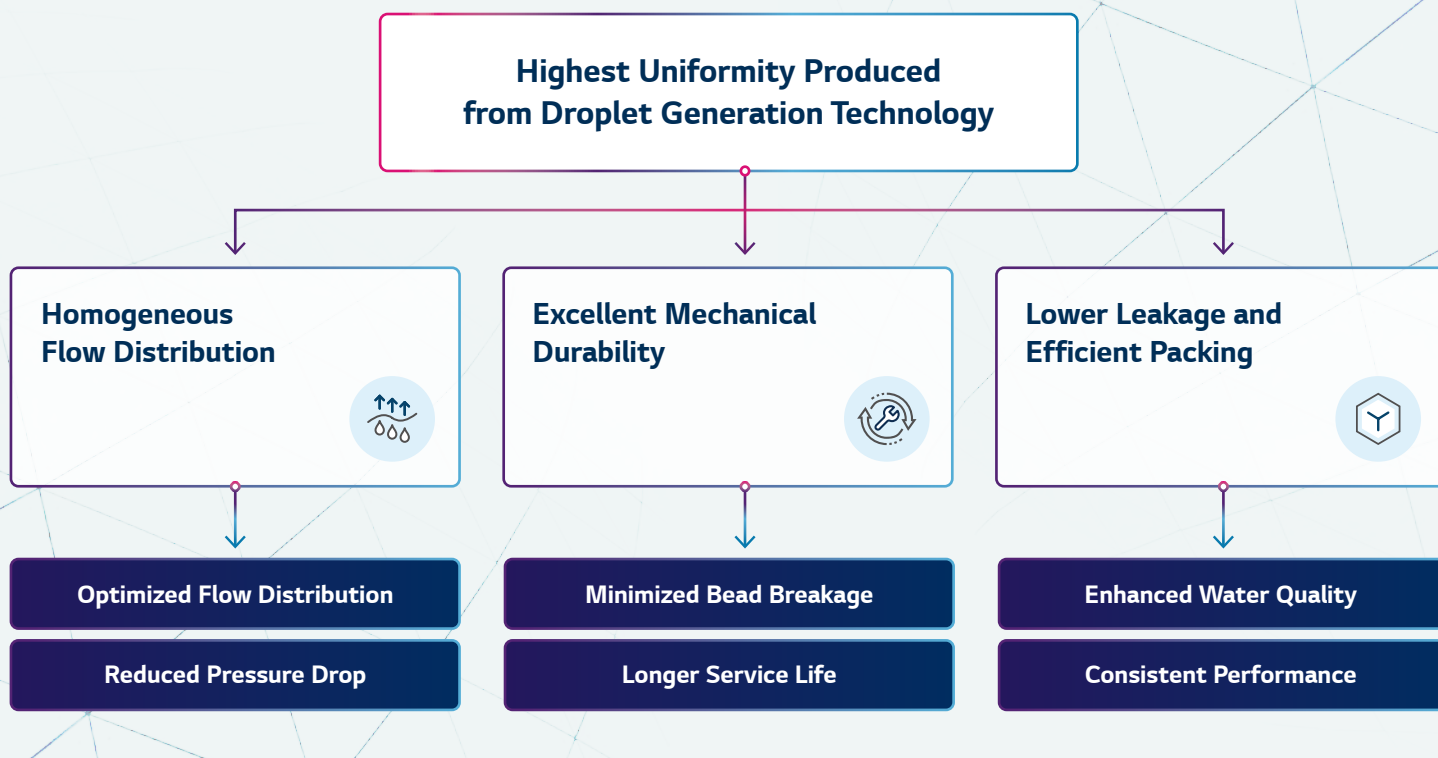 Highest Uniformity Produced
from Droplet Generation Technology
Homogeneous
Flow Distribution
Excellent Mechanical
Durability
Lower Leakage and
Efficient Packing
Optimized Flow Distribution
Minimized Bead Breakage
Enhanced Water Quality
Reduced Pressure Drop
Longer Service Life
Consistent Performance